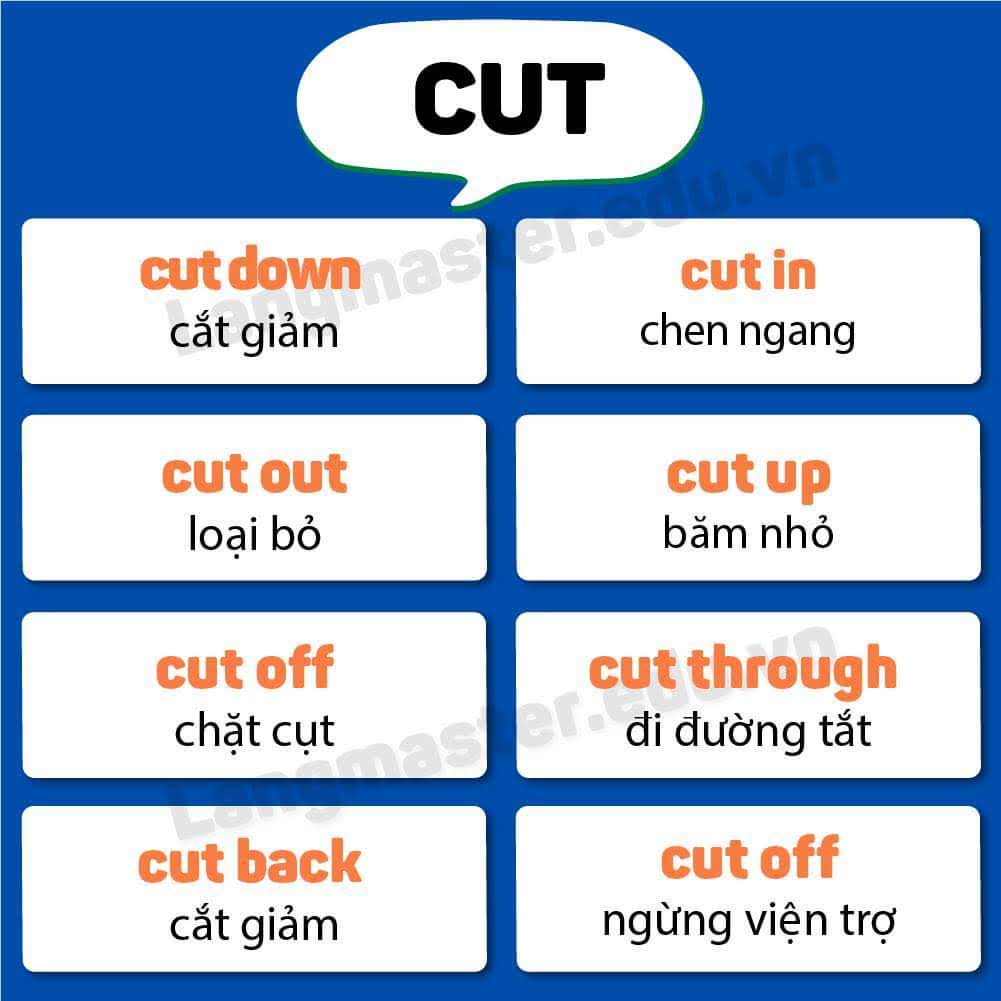 CUT
cut down
cắt giảm
cut in
chen ngang
cut out
loại bỏ
cut up
băm nhỏ
cut off
chặt cụt
cut through
đi đường tắt
cut back
cắt giảm
cut off
ngừng viện trợ
Langmaster.edu.vn
Langmaster.edu.vn